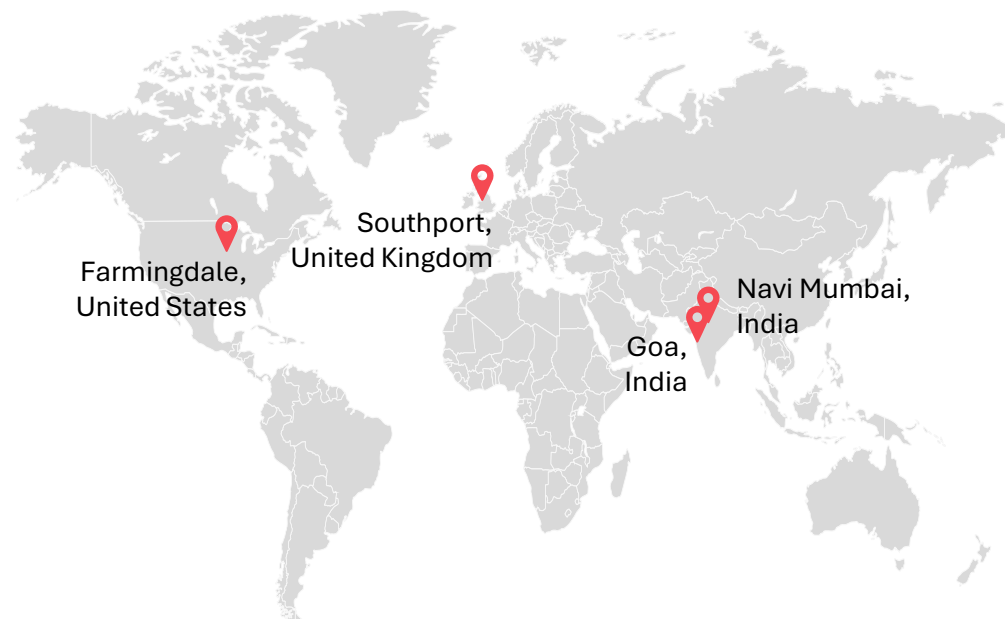 Southport,
United Kingdom
Farmingdale,
United States
Navi Mumbai,
India
Goa,
India